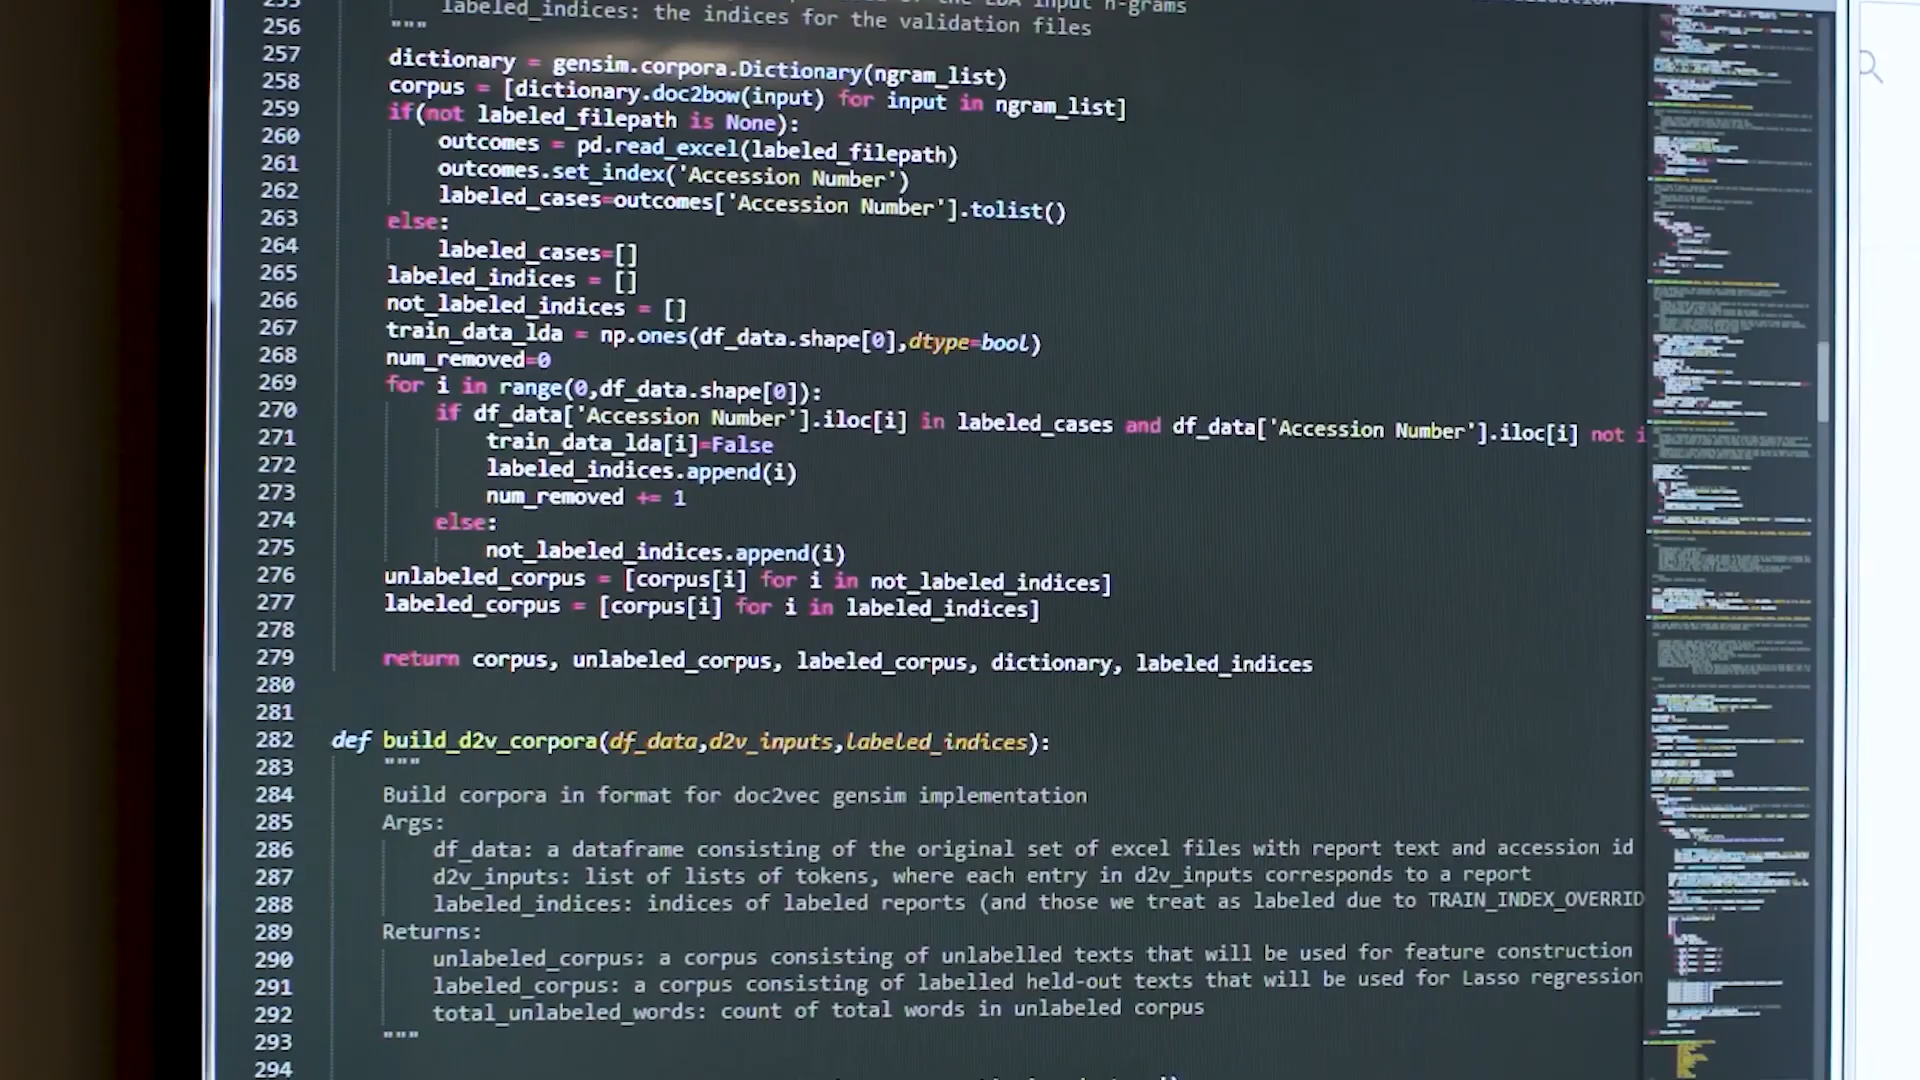 255 n-grams
256 labeled_indices: the indices for the validation files
"""
257 dictionary = gensim.corpora.Dictionary(ngram_list)
258 corpus = [dictionary.doc2bow(input) for input in ngram_list]
259 if(not labeled_filepath is None):
260 outcomes = pd.read_excel(labeled_filepath)
261 outcomes.set_index('Accession Number')
262 labeled_cases=outcomes['Accession Number'].tolist()
263 else:
264 labeled_cases=[]
265 labeled_indices = []
266 not_labeled_indices = []
267 train_data_lda = np.ones(df_data.shape[0],dtype=bool)
268 num_removed=0
269 for i in range(0,df_data.shape[0]):
270 if df_data['Accession Number'].iloc[i] in labeled_cases and df_data['Accession Number'].iloc[i] not i
271 train_data_lda[i]=False
272 labeled_indices.append(i)
273 num_removed += 1
274 else:
275 not_labeled_indices.append(i)
276 unlabeled_corpus = [corpus[i] for i in not_labeled_indices]
277 labeled_corpus = [corpus[i] for i in labeled_indices]
278
279 return corpus, unlabeled_corpus, labeled_corpus, dictionary, labeled_indices
280
281
282 def build_d2v_corpora(df_data,d2v_inputs,labeled_indices):
283 """
284 Build corpora in format for doc2vec gensim implementation
285 Args:
286 df_data: a dataframe consisting of the original set of excel files with report text and accession id
287 d2v_inputs: list of lists of tokens, where each entry in d2v_inputs corresponds to a report
288 labeled_indices: indices of labeled reports (and those we treat as labeled due to TRAIN_INDEX_OVERRID
289 Returns:
290 unlabeled_corpus: a corpus consisting of unlabelled texts that will be used for feature construction
291 labeled_corpus: a corpus consisting of labelled held-out texts that will be used for Lasso regression
292 total_unlabeled_words: count of total words in unlabeled corpus
293 """
294